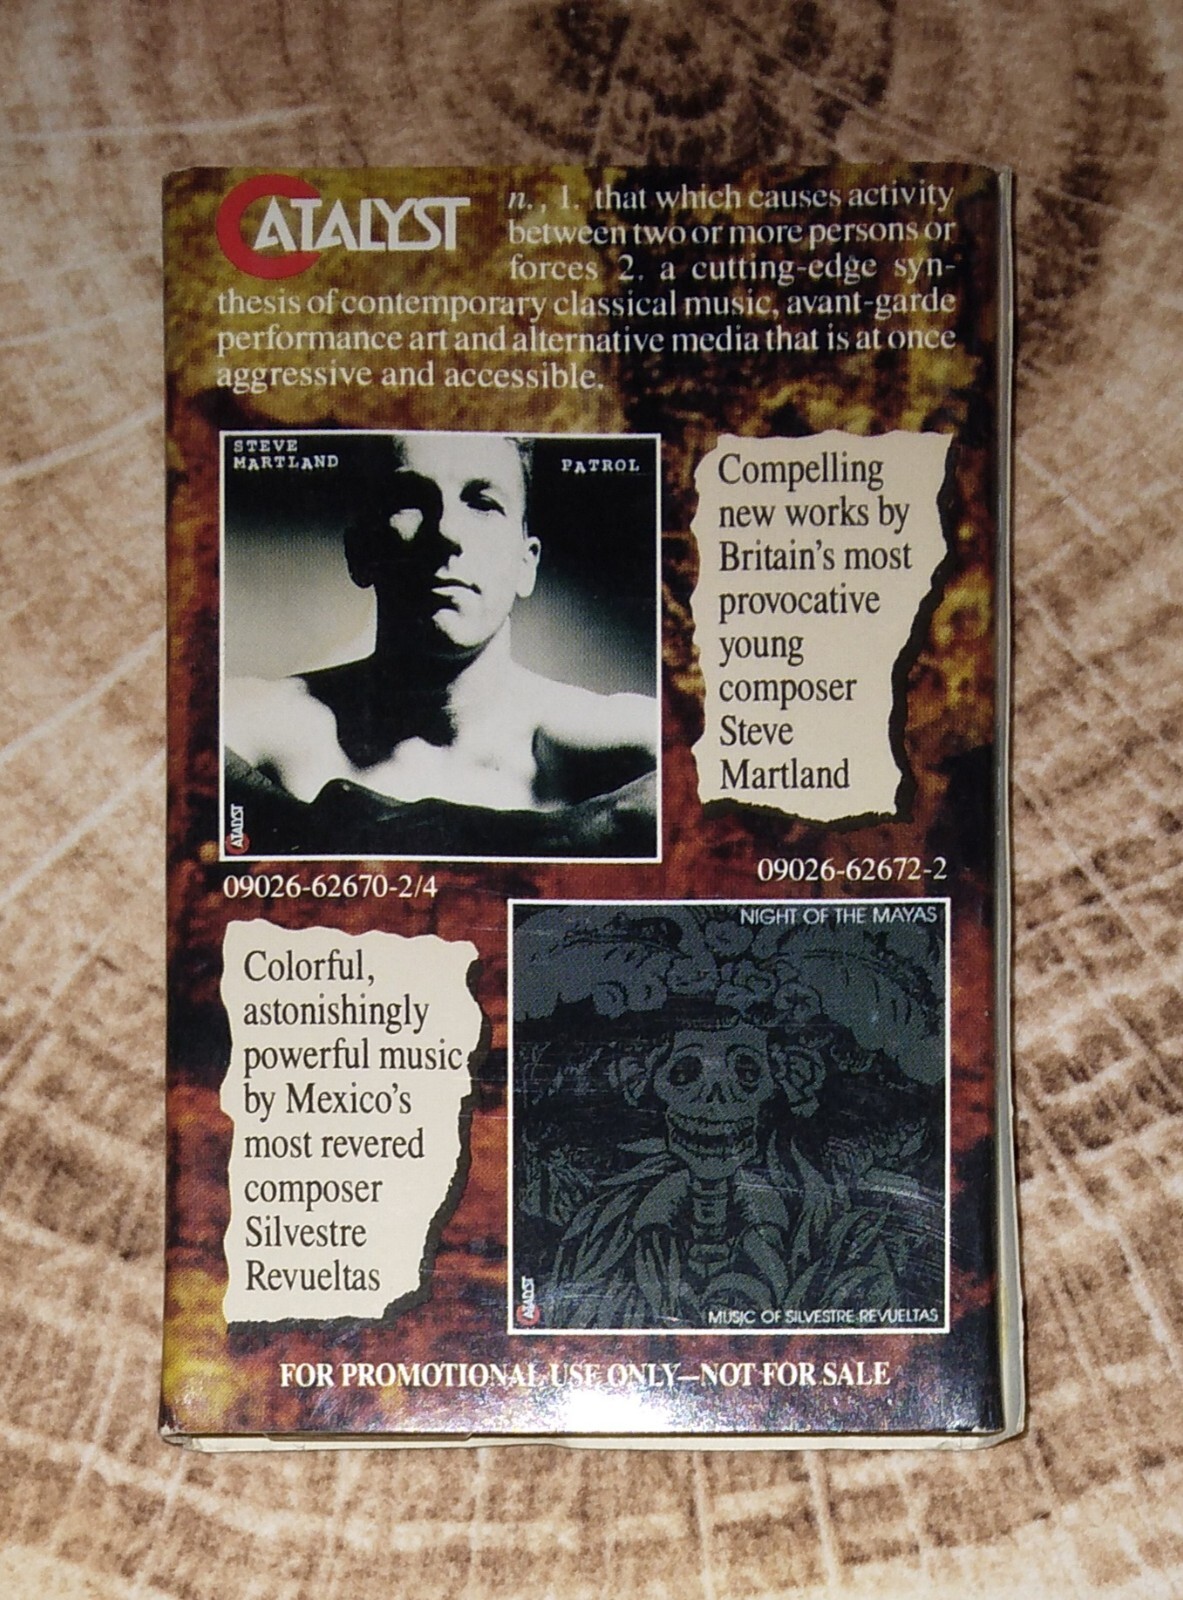 CATALYST
n., 1. that which causes activity
between two or more persons or
forces 2. a cutting-edge syn-
thesis of contemporary classical music, avant-garde
performance art and alternative media that is at once
aggressive and accessible.
STEVE
MARTLAND
PATROL
CATALYST
Compelling
new works by
Britain's most
provocative
young
composer
Steve
Martland
09026-62670-2/4
09026-62672-2
Colorful,
astonishingly
powerful music
by Mexico's
most revered
composer
Silvestre
Revueltas
NIGHT OF THE MAYAS
CATALYST
MUSIC OF SILVESTRE REVUELTAS
FOR PROMOTIONAL USE ONLY—NOT FOR SALE